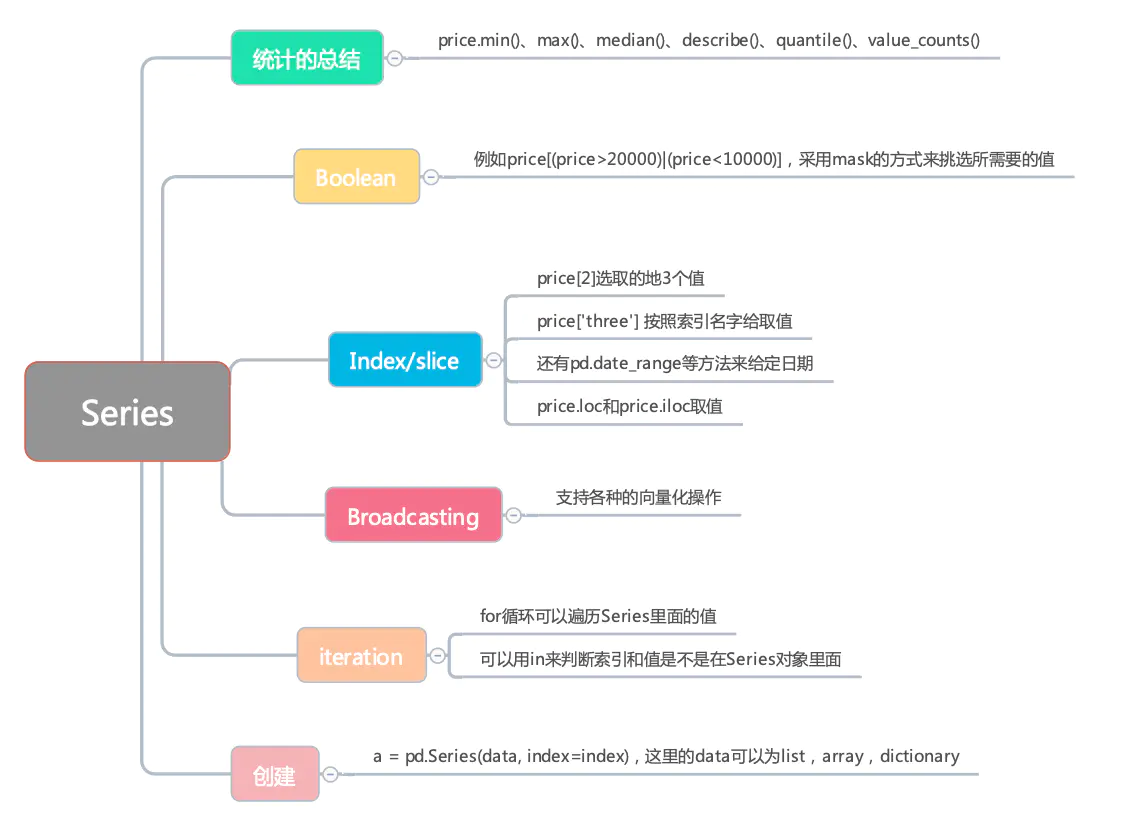 统计的总结
price.min()、max()、median()、describe()、quantile()、value_counts()
Boolean
例如price[(price>20000)|(price<10000)]，采用mask的方式来挑选所需要的值
Series
Index/slice
price[2]选取的地3个值
price['three'] 按照索引名字给取值
还有pd.date_range等方法来给定日期
price.loc和price.iloc取值
Broadcasting
支持各种的向量化操作
iteration
for循环可以遍历Series里面的值
可以用in来判断索引和值是不是在Series对象里面
创建
a = pd.Series(data, index=index)，这里的data可以为list，array，dictionary